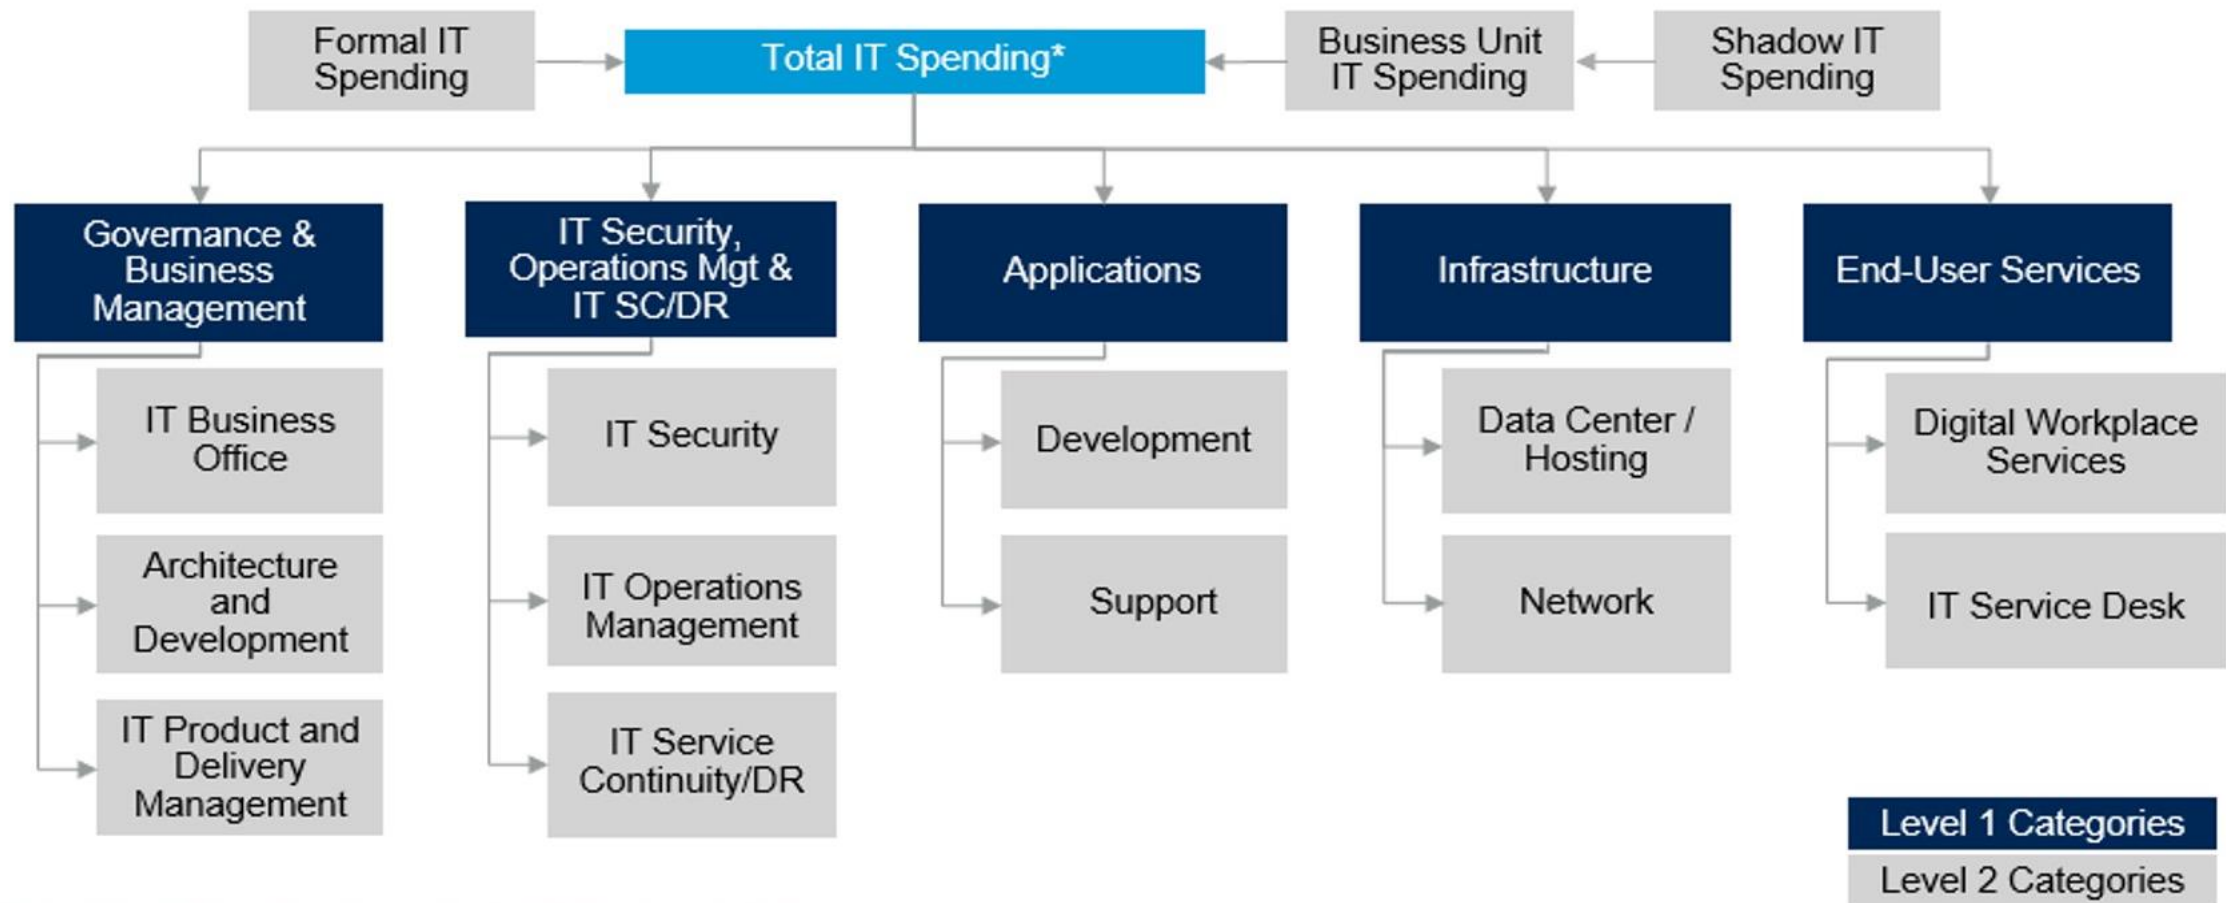 Formal IT
Spending
Total IT Spending*
Business Unit
IT Spending
Shadow IT
Spending
Governance &
Business
Management
IT Security,
Operations Mgt &
IT SC/DR
Applications
Infrastructure
End-User Services
IT Business
Office
IT Security
Development
Data Center /
Hosting
Digital Workplace
Services
Architecture
and
Development
IT Operations
Management
Support
Network
IT Service Desk
IT Product and
Delivery
Management
IT Service
Continuity/DR
Level 1 Categories
Level 2 Categories